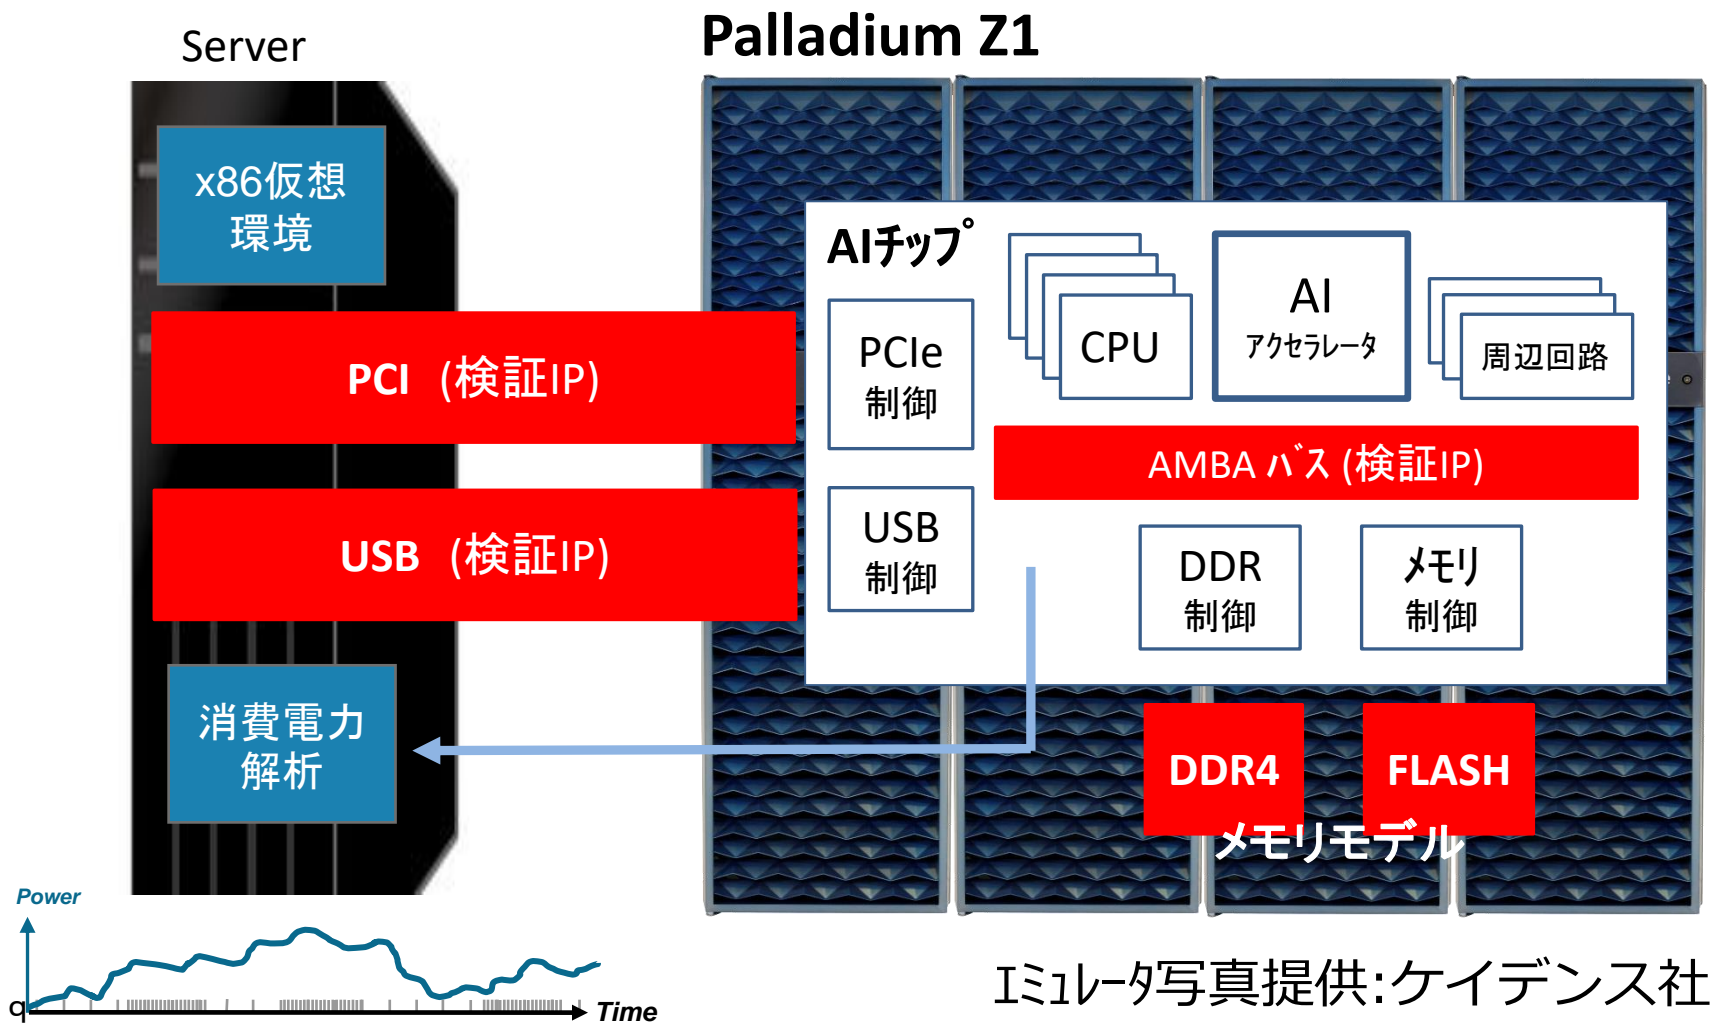 Server
Palladium Z1
x86仮想
環境
PCI (検証IP)
USB (検証IP)
消費電力
解析
AIﾁｯﾌﾟ
PCIe
制御
CPU
AI
ｱｸｾﾗﾚｰﾀ
周辺回路
AMBA ﾊﾞｽ (検証IP)
USB
制御
DDR
制御
ﾒﾓﾘ
制御
DDR4
FLASH
メモリモデル
Power
q
Time
ｴﾐｭﾚｰﾀ写真提供:ケイデンス社